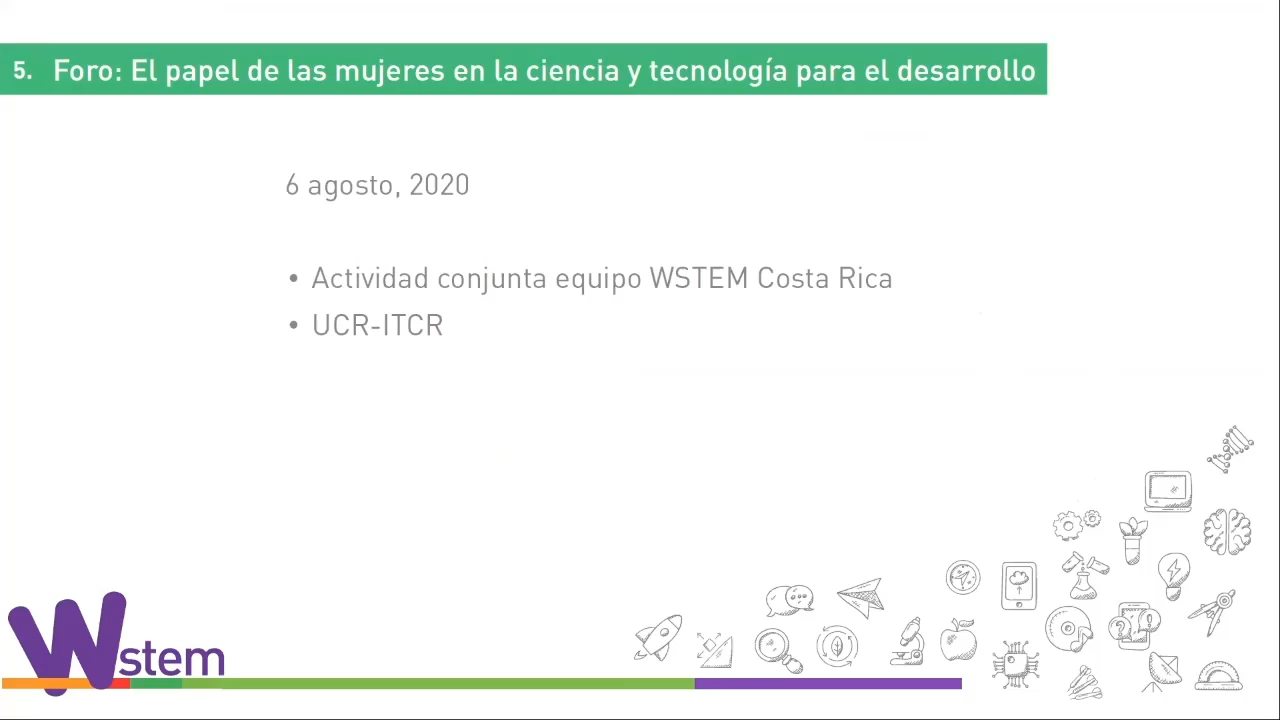 5. Foro: El papel de las mujeres en la ciencia y tecnología para el desarrollo
6 agosto, 2020
• Actividad conjunta equipo WSTEM Costa Rica
• UCR-ITCR
Wstem